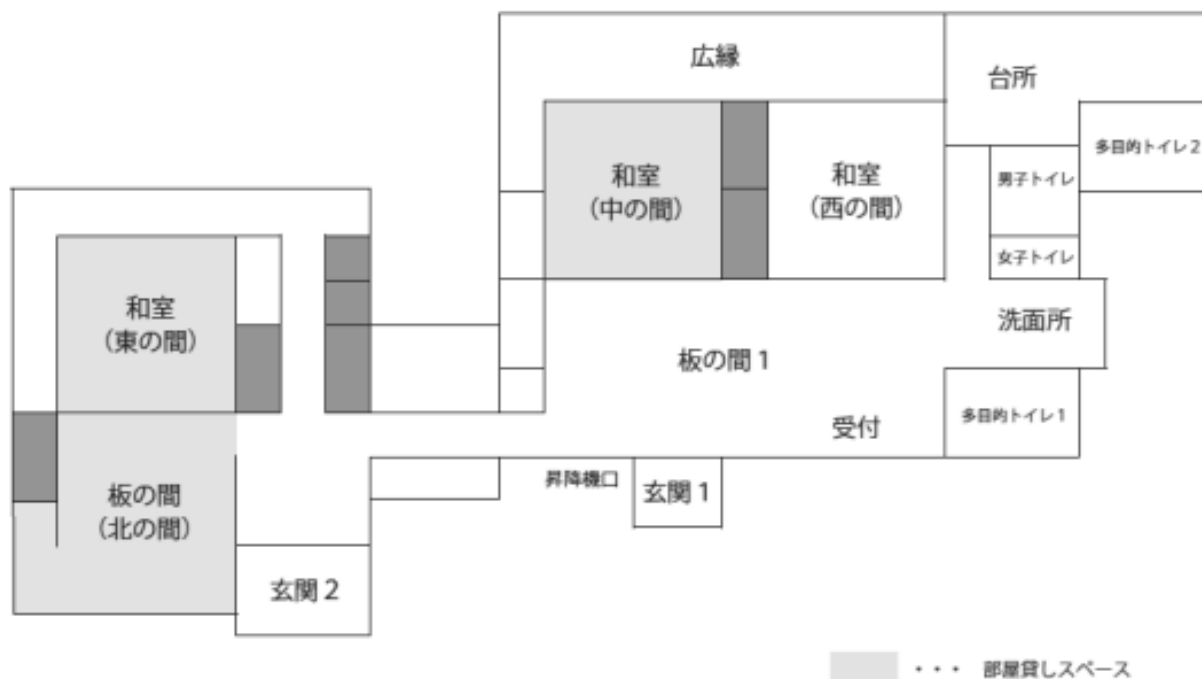 広縁
台所
多目的トイレ2
和室
(中の間)
和室
(西の間)
男子トイレ
女子トイレ
和室
(東の間)
洗面所
板の間1
受付
多目的トイレ1
昇降機口
玄関1
板の間
(北の間)
玄関2
・・・ 部屋貸しスペース